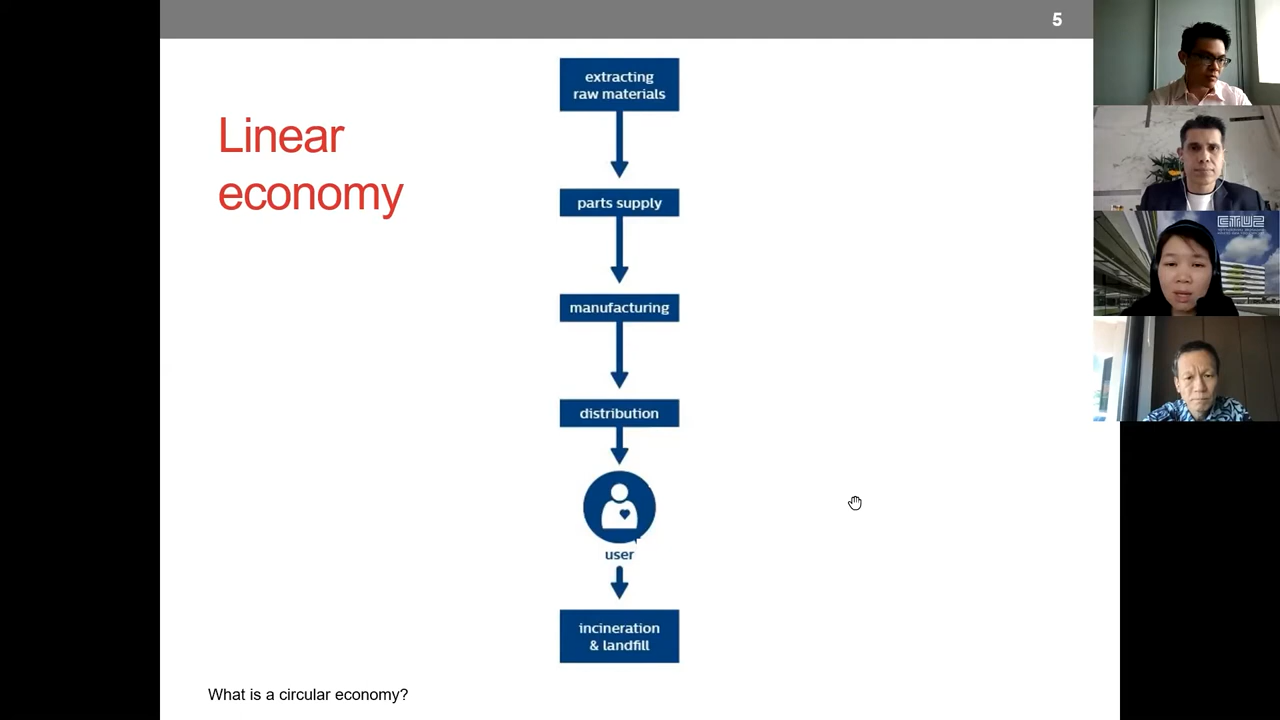 5
Linear
economy
extracting
raw materials
parts supply
manufacturing
distribution
user
incineration
& landfill
What is a circular economy?